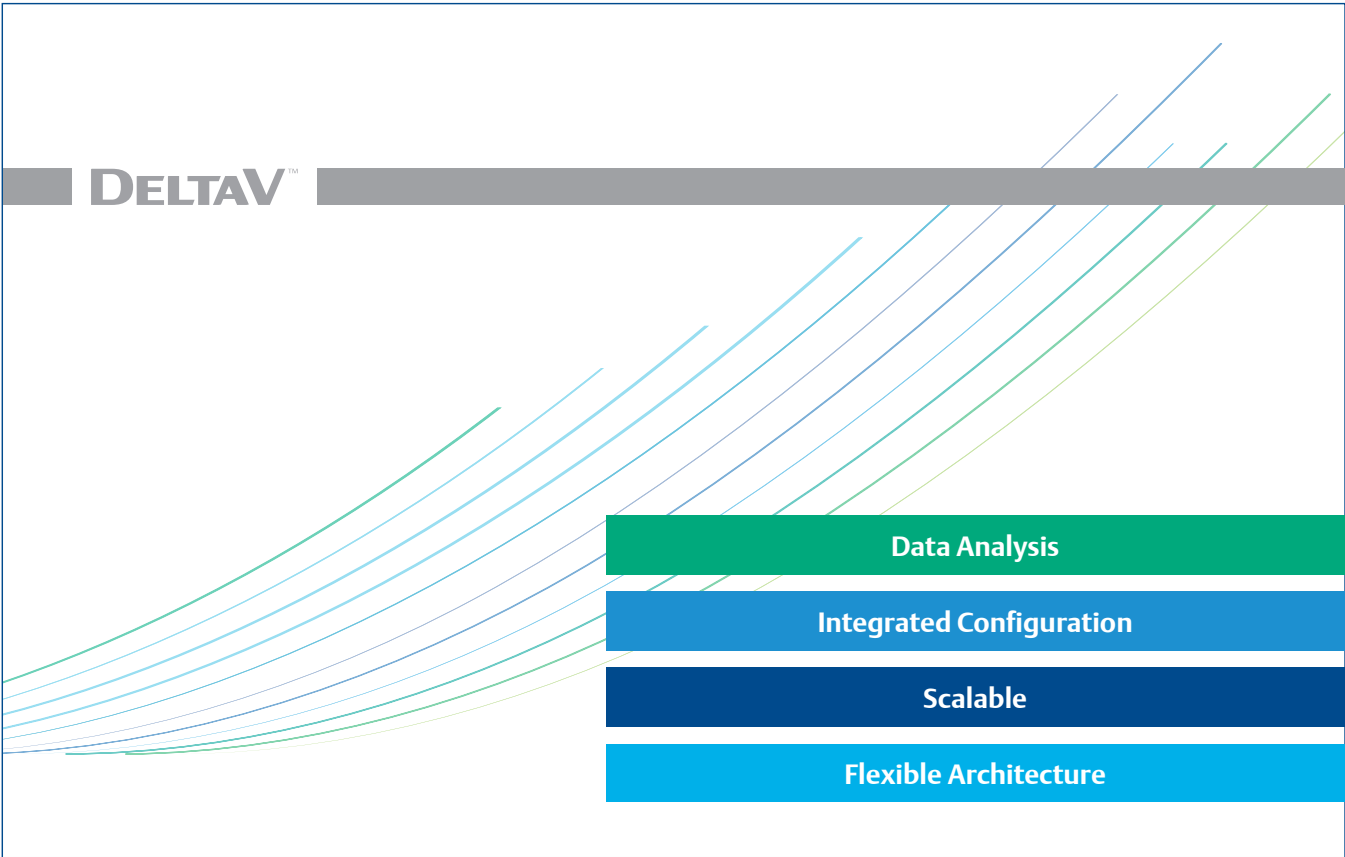 DELTAV™
Data Analysis
Integrated Configuration
Scalable
Flexible Architecture